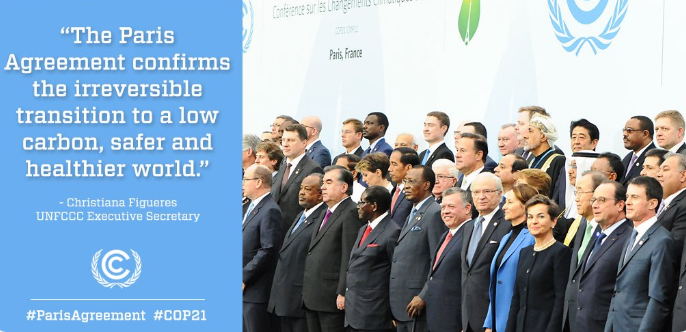 “The Paris
Agreement confirms
the irreversible
transition to a low
carbon, safer and
healthier world.”
- Christiana Figueres
UNFCCC Executive Secretary
#ParisAgreement #COP21
Conférence sur les Changements Climatiques
Paris, France